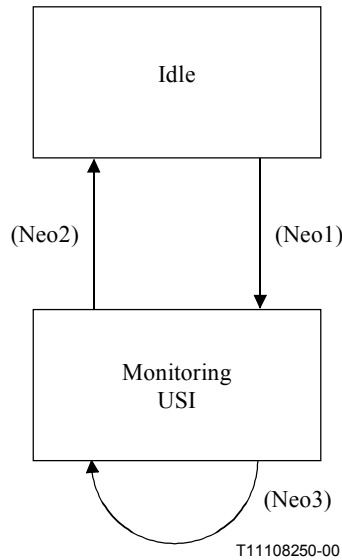 Idle
(Neo2)
(Neo1)
Monitoring
USI
(Neo3)
T11108250-00